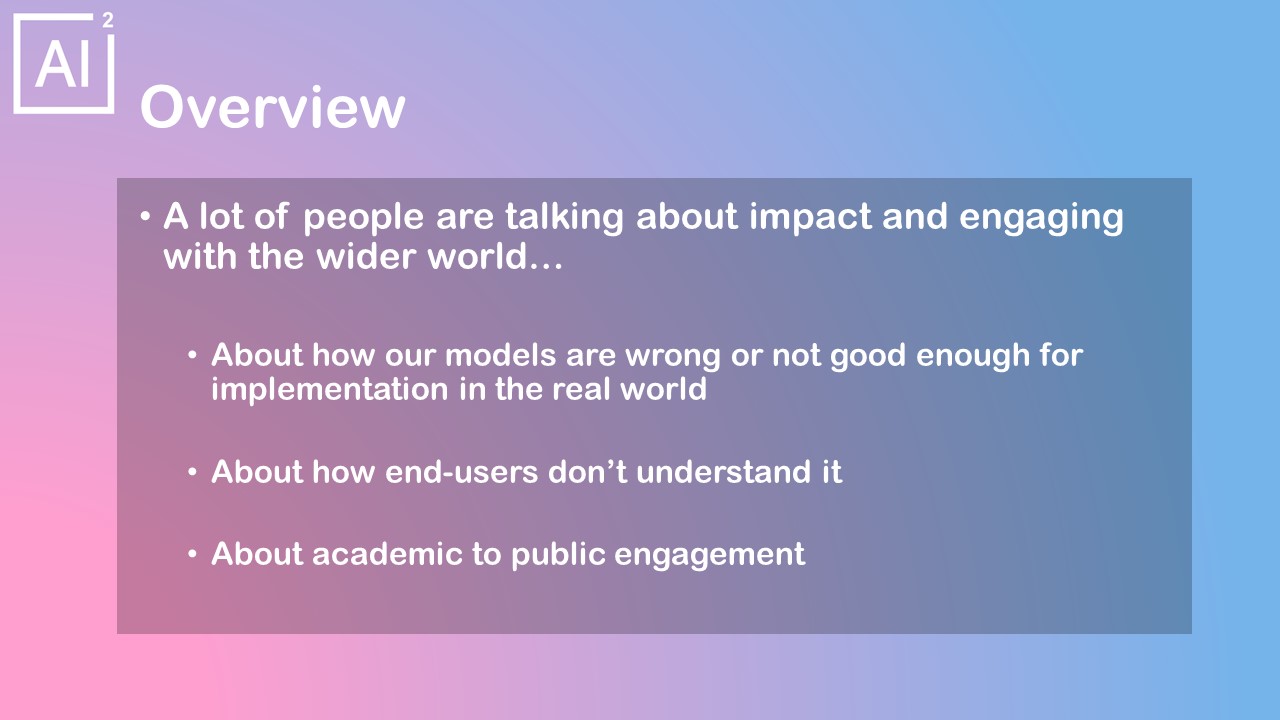 AI 2
Overview
• A lot of people are talking about impact and engaging
with the wider world…
• About how our models are wrong or not good enough for
implementation in the real world
• About how end-users don’t understand it
• About academic to public engagement